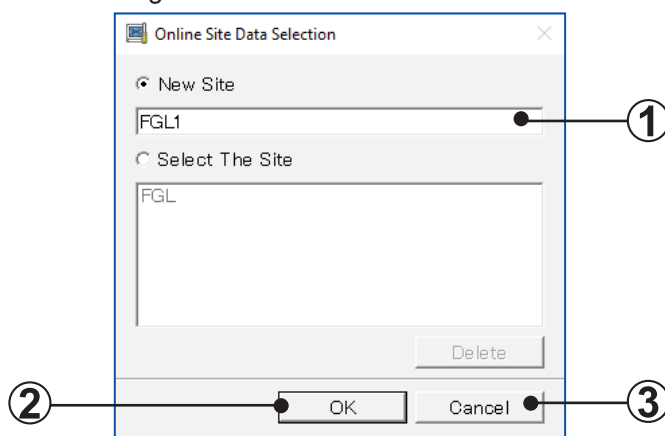 Online Site Data Selection
New Site
FGL1
①
Select The Site
FGL
Delete
② OK Cancel ③